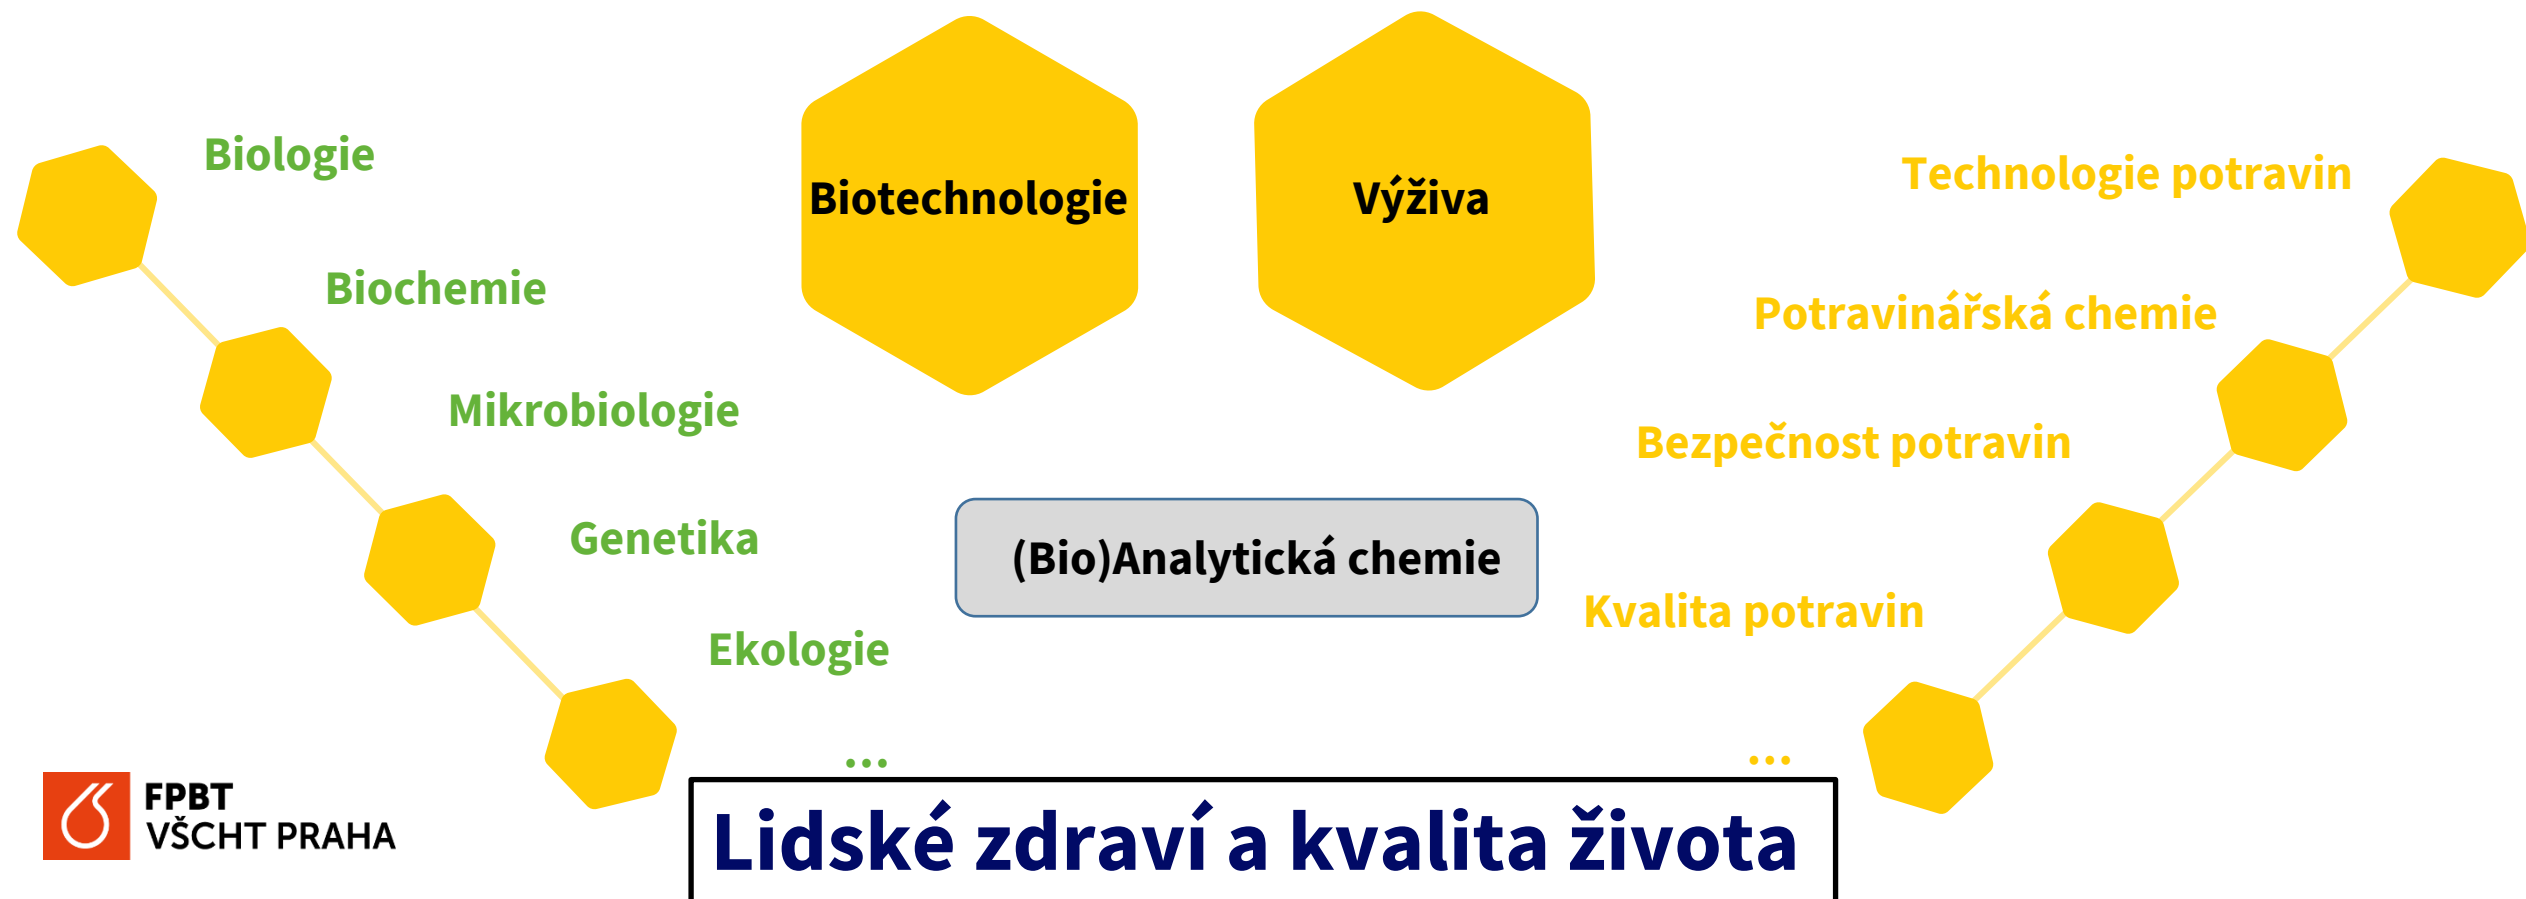 Biologie
Biochemie
Mikrobiologie
Genetika
Ekologie
...
Biotechnologie
Výživa
(Bio)Analytická chemie
Technologie potravin
Potravinářská chemie
Bezpečnost potravin
Kvalita potravin
...
Lidské zdraví a kvalita života
FPBT
VŠCHT PRAHA